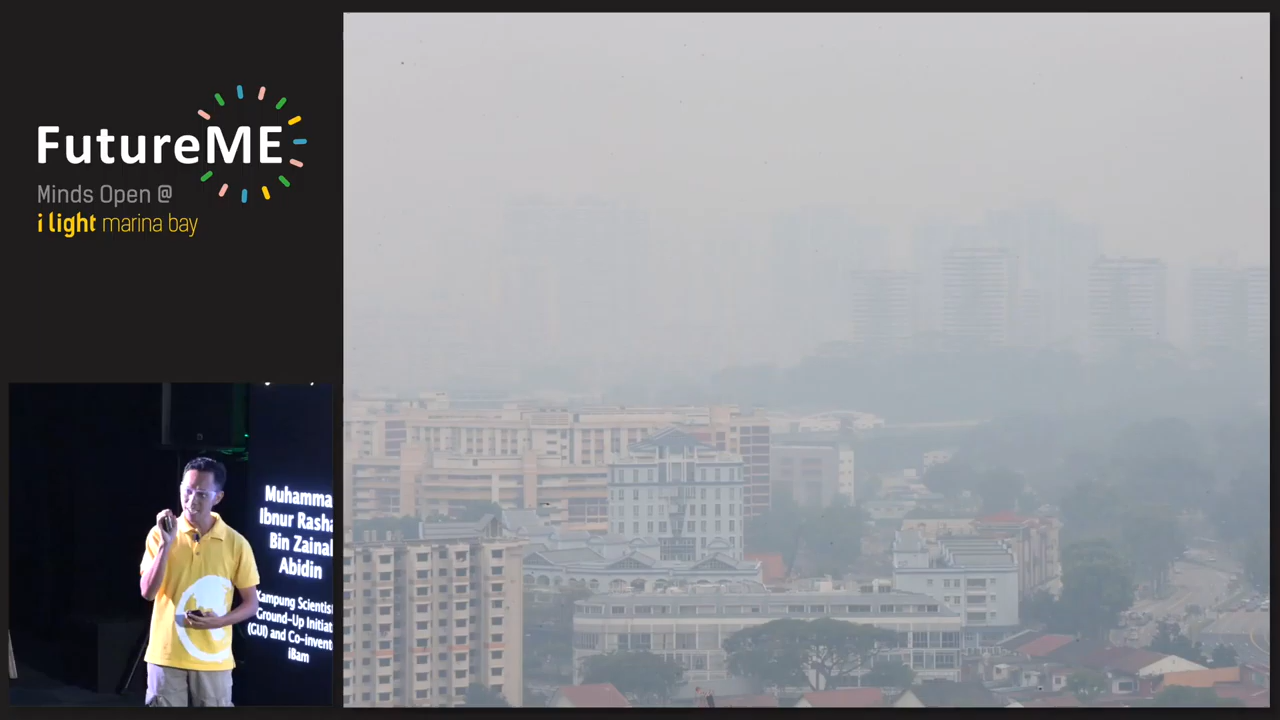 FutureME
Minds Open @
i light marina bay
Muhamma
Ibnur Rasha
Bin Zainal
Abidin
Kampung Scientist
Ground-Up Initiat
(GUI) and Co-invent
iBam